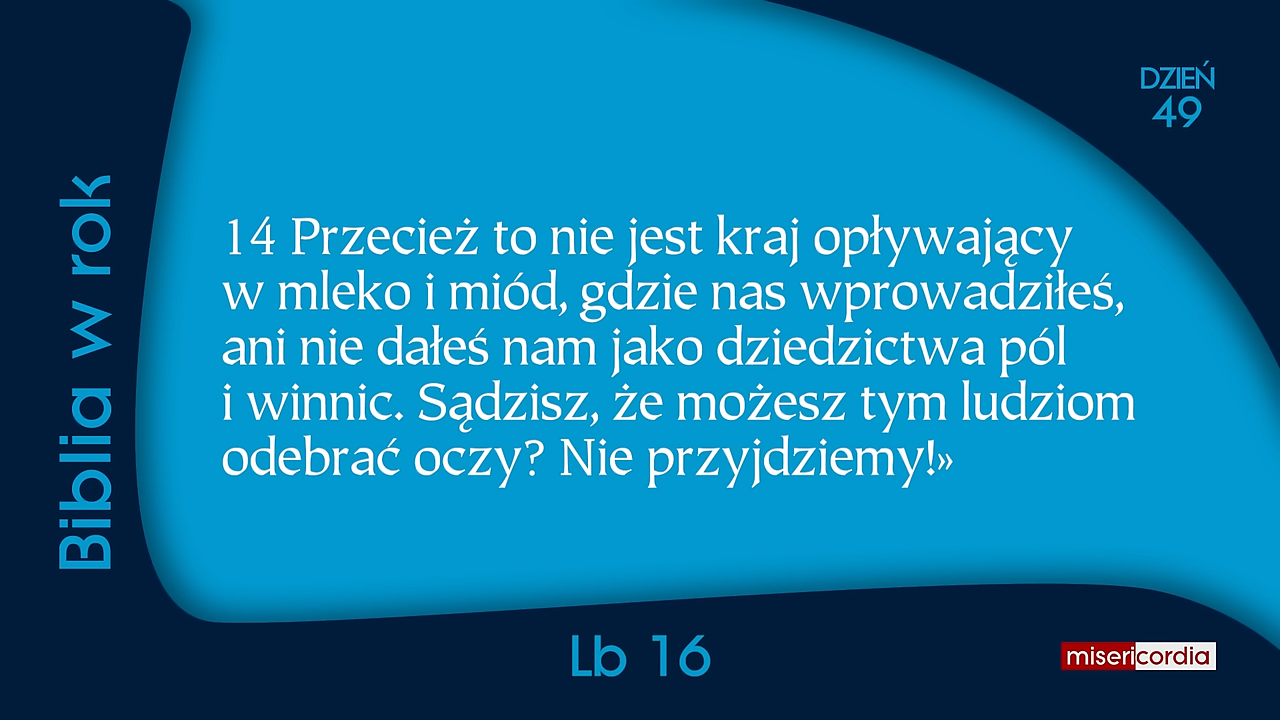 DZIEŃ
49
Biblia w rok
14 Przecież to nie jest kraj opływający
w mleko i miód, gdzie nas wprowadziłeś,
ani nie dałeś nam jako dziedzictwa pól
i winnic. Sądzisz, że możesz tym ludziom
odebrać oczy? Nie przyjdziemy!»
Lb 16
misericordia